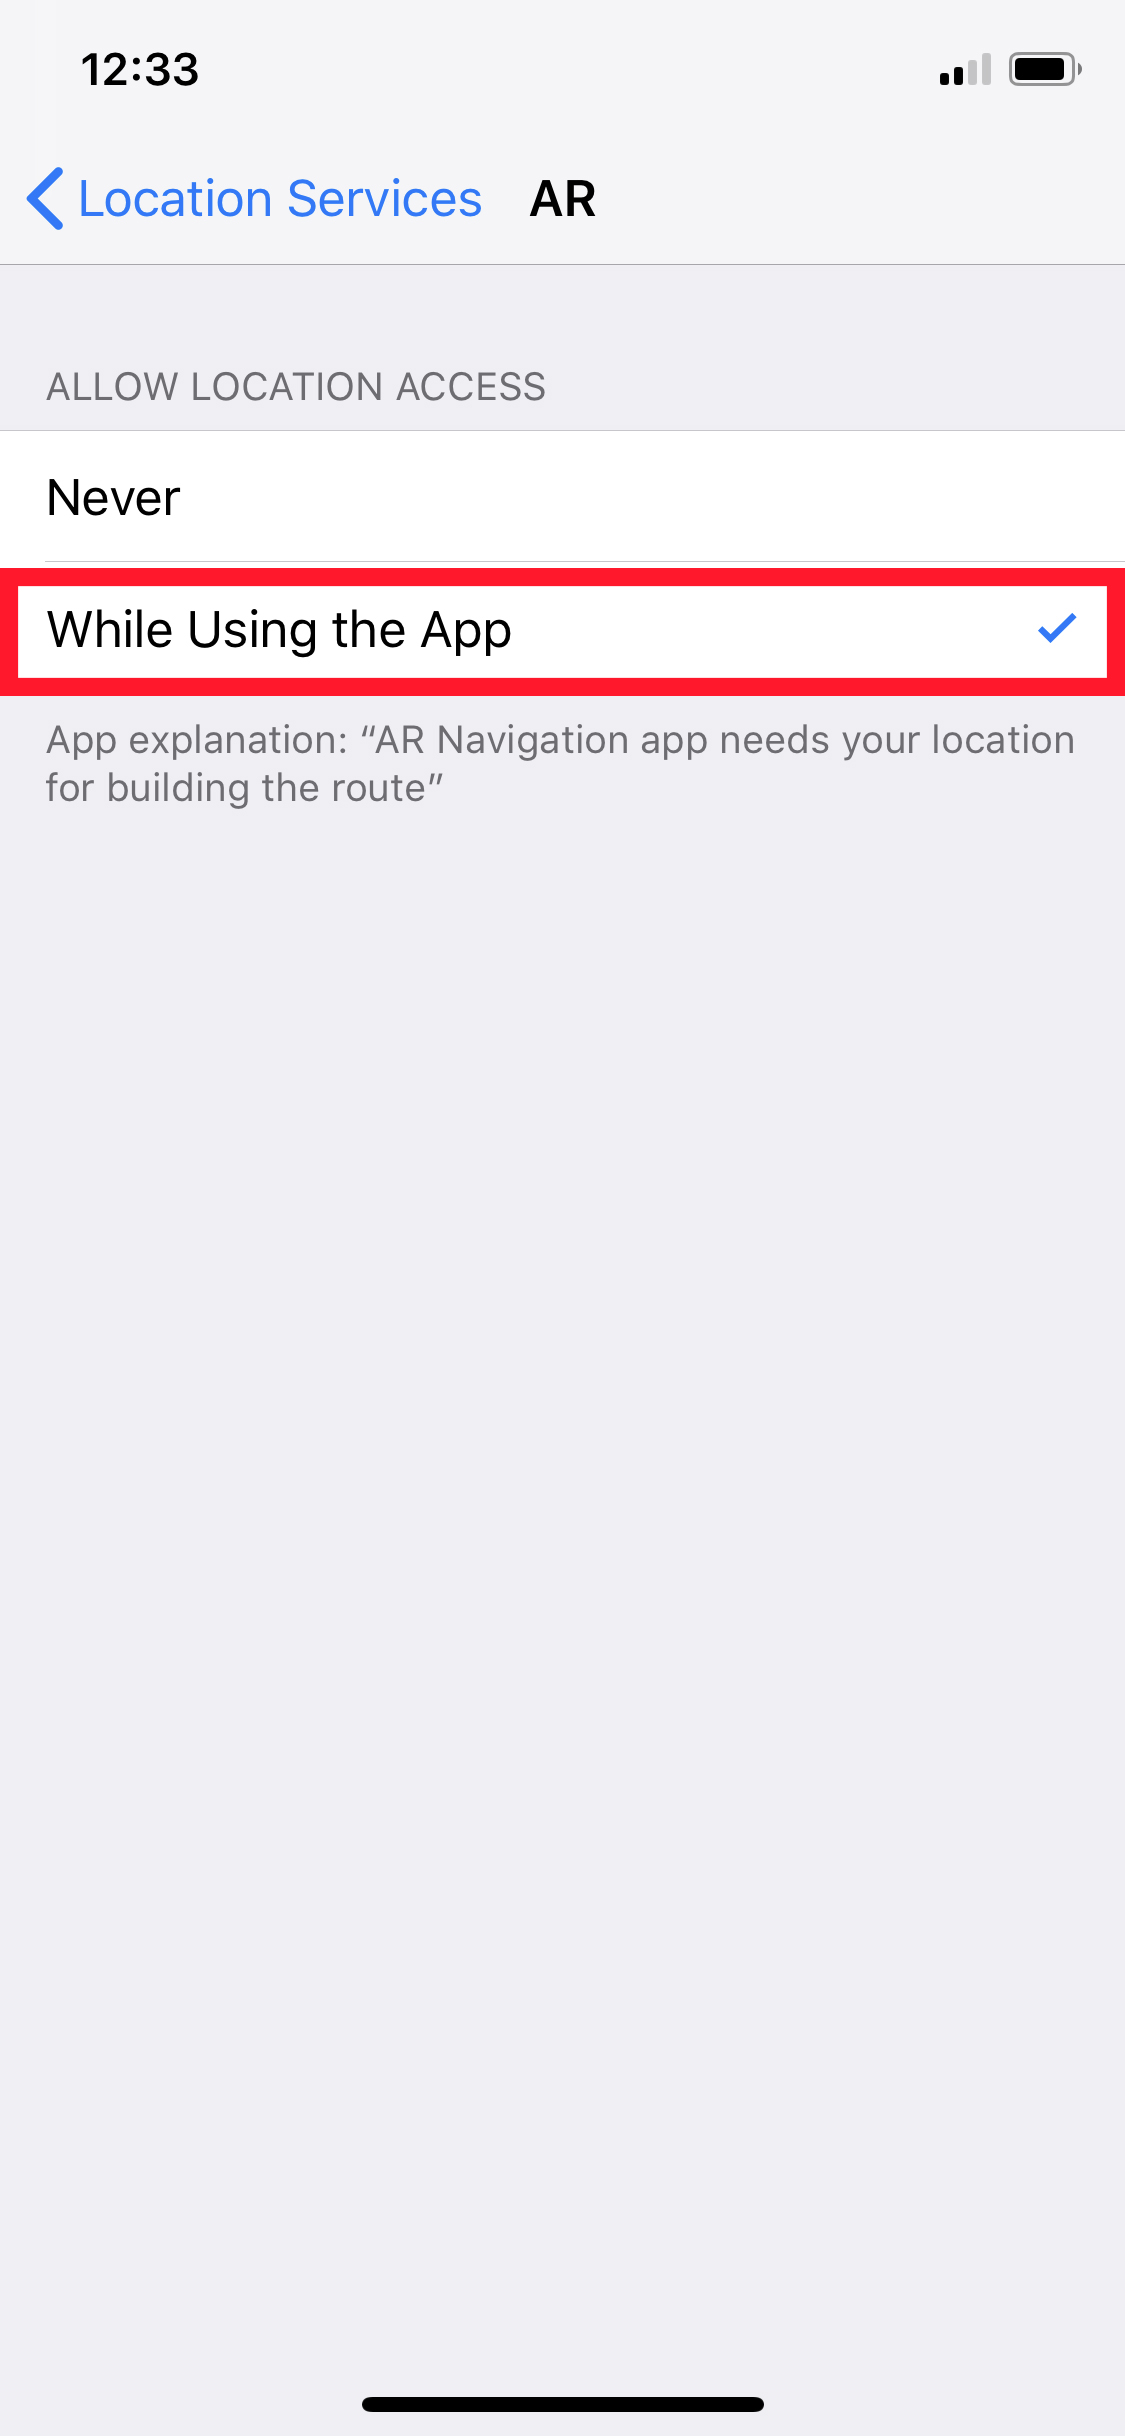 12:33
Location Services AR
ALLOW LOCATION ACCESS
Never
While Using the App
App explanation: “AR Navigation app needs your location
for building the route”